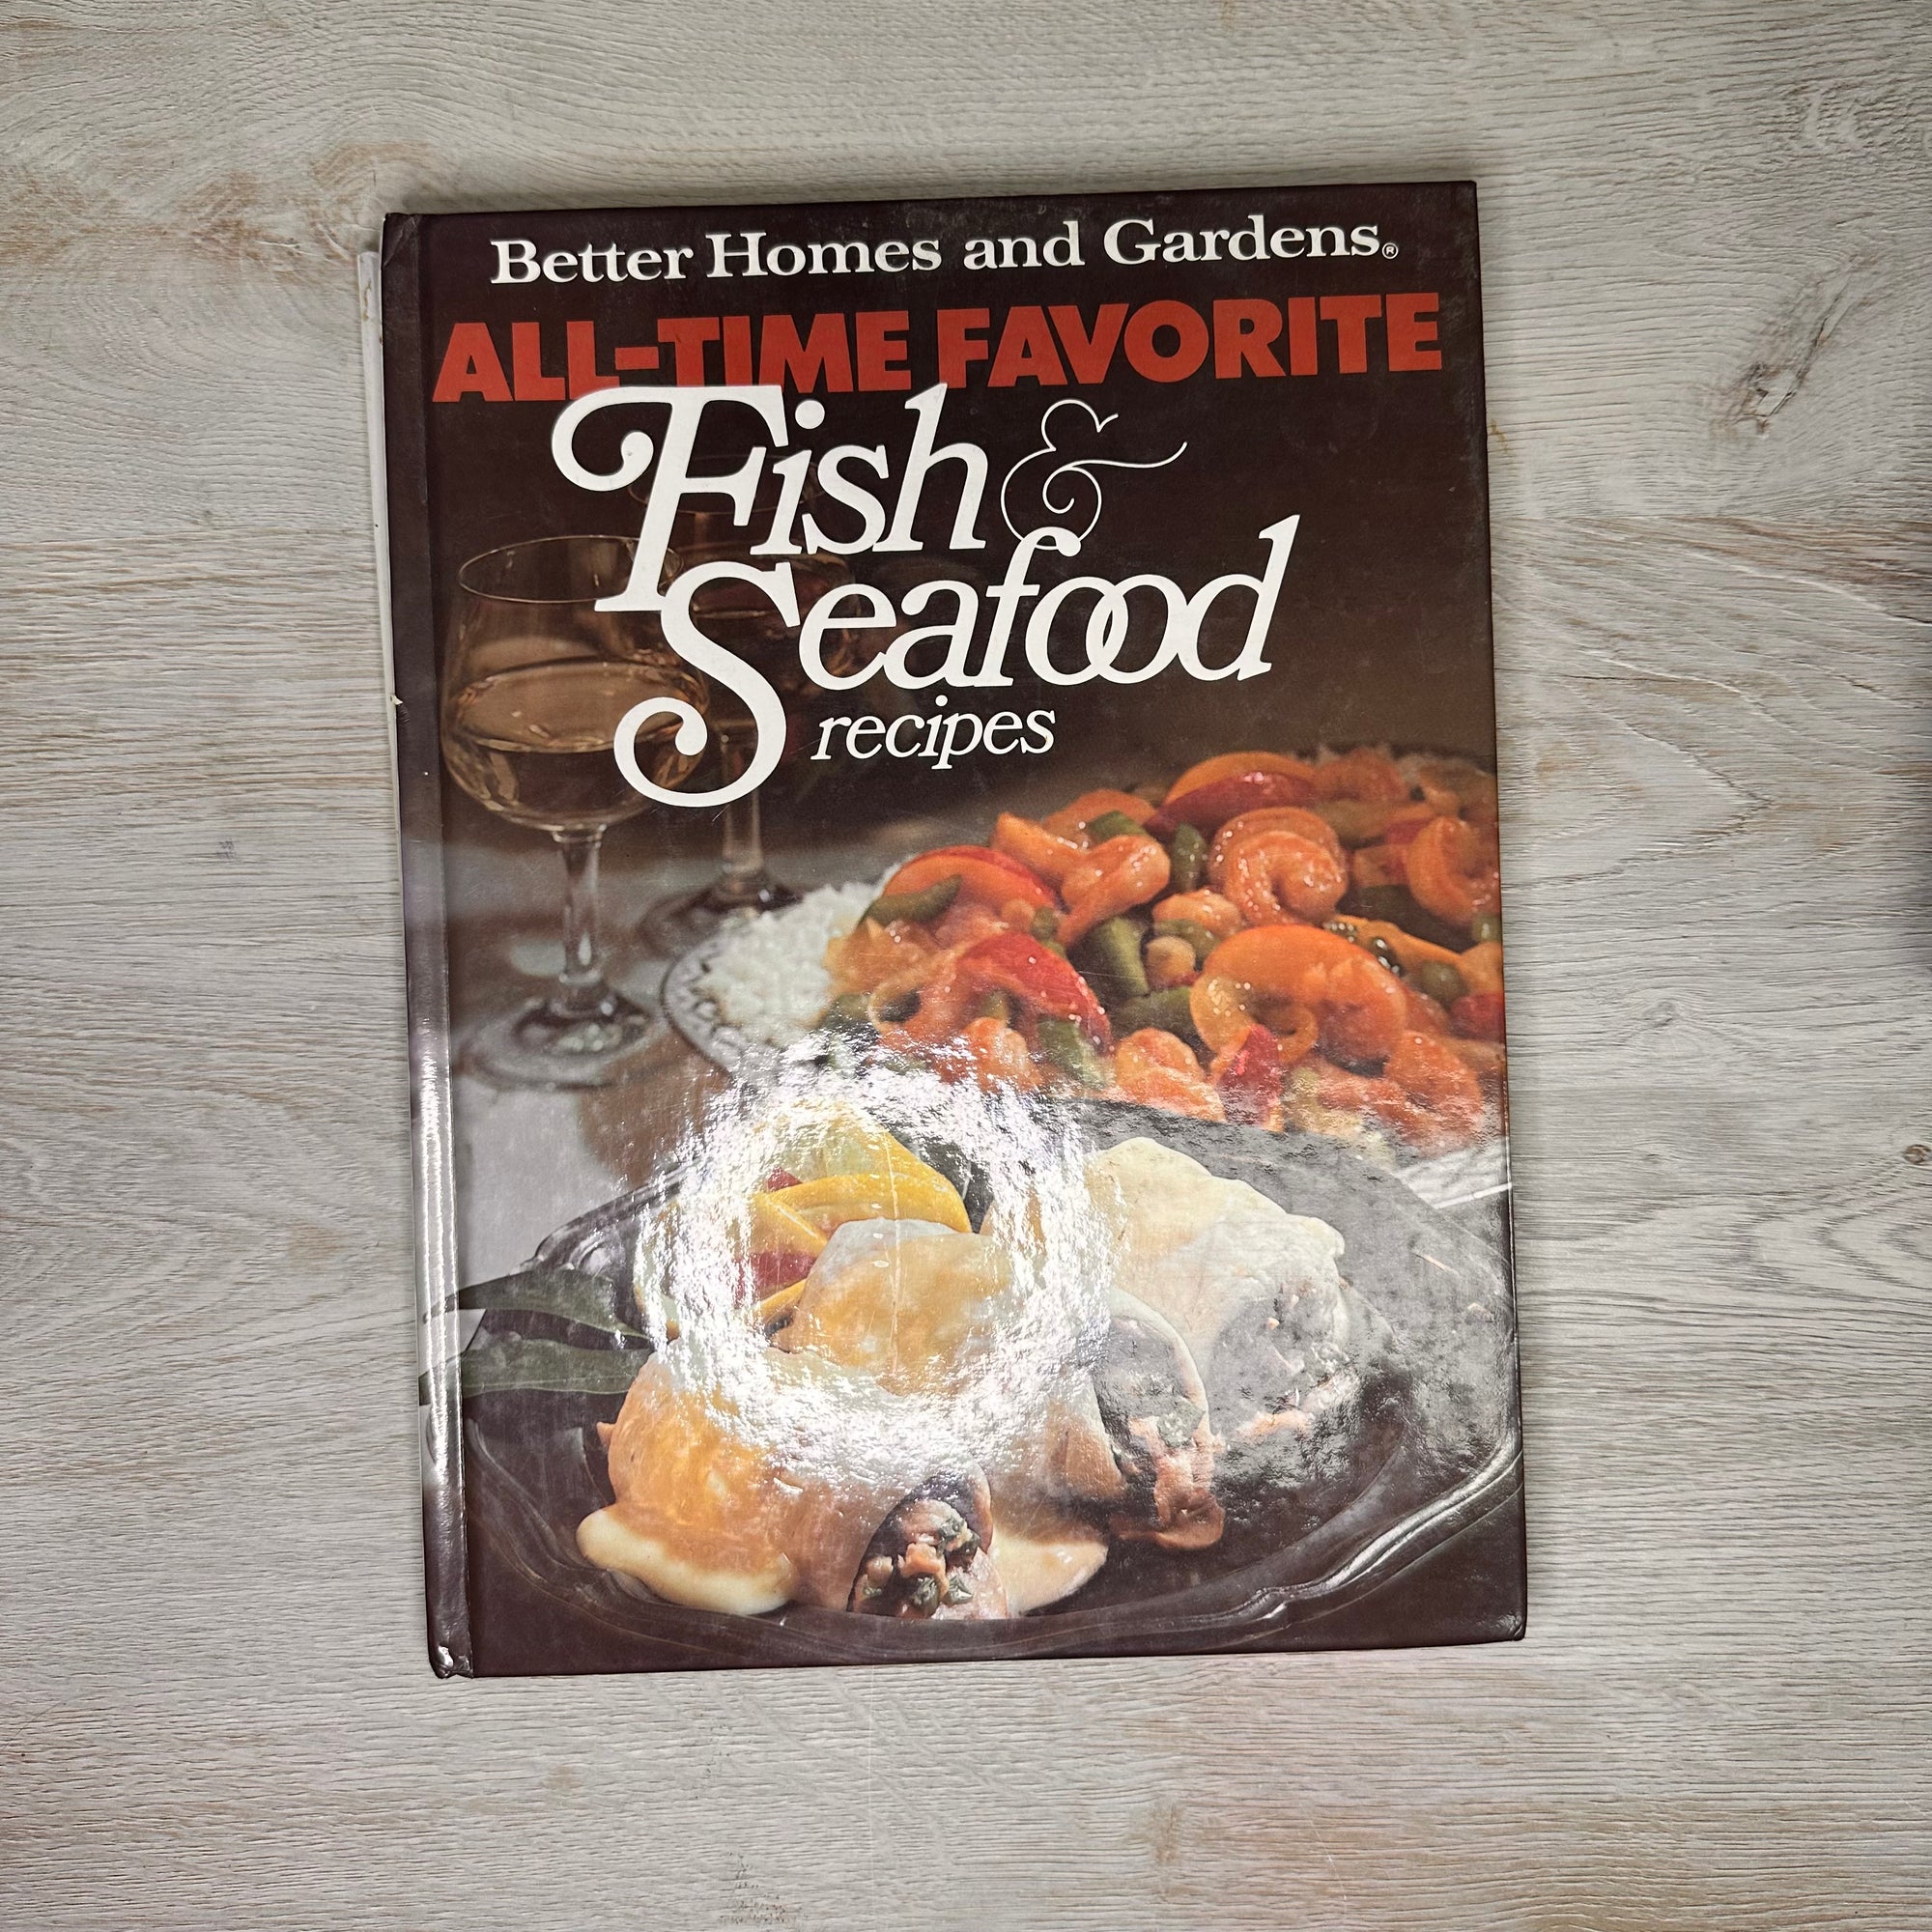 Better Homes and Gardens®
ALL-TIME FAVORITE
Fish &
Seafood
recipes